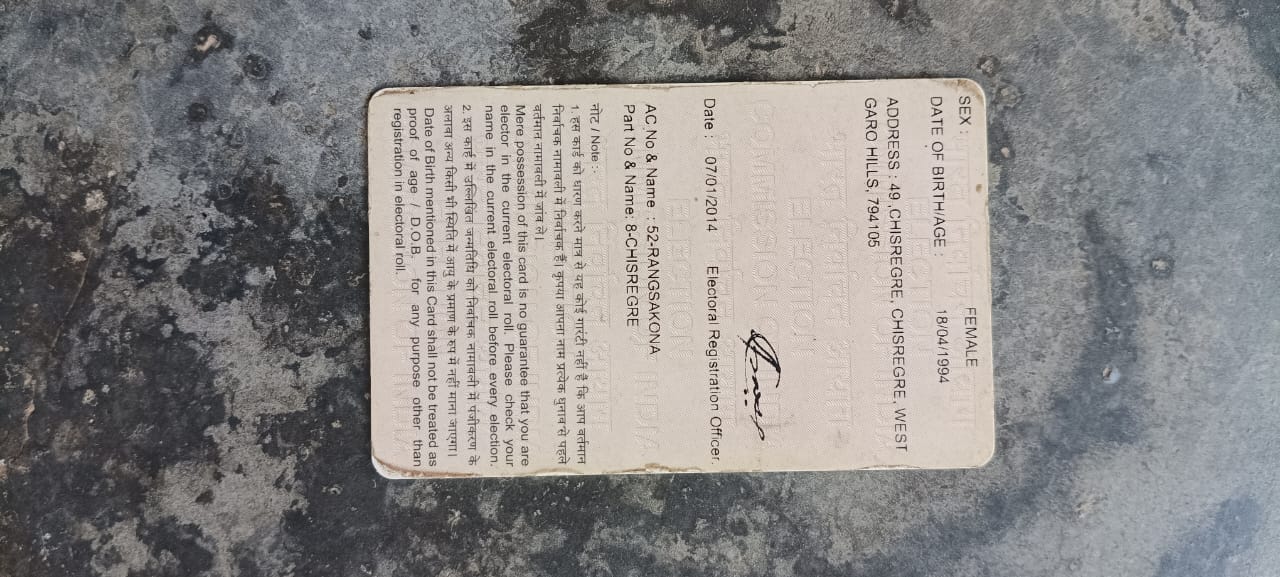 SEX : FEMALE
DATE OF BIRTH/AGE : 18/04/1994
ADDRESS : 49 ,CHISREGRE, CHISREGRE, WEST
GARO HILLS, 794105
Date : 07/01/2014 Electoral Registration Officer.
AC No & Name : 52-RANGSAKONA
Part No & Name: 8-CHISREGRE
नोट / Note :-
1. इस कार्ड को धारण करने मात्र से यह कोई गारंटी नहीं है कि आप वर्तमान
निर्वाचक नामावली में निर्वाचक हैं। कृपया आपना नाम प्रत्येक चुनाव से पहले
वर्तमान नामावली में जांच ले।
Mere possession of this card is no guarantee that you are
elector in the current electoral roll. Please check your
name in the current electoral roll before every election.
2. इस कार्ड में उल्लिखित जन्मतिथि को निर्वाचक नामावली में पंजीकरण के
अलावा अन्य किसी भी स्थिति में आयु के प्रमाण के रुप में नहीं माना जाएगा।
Date of Birth mentioned in this Card shall not be treated as
proof of age / D.O.B. for any purpose other than
registration in electoral roll.